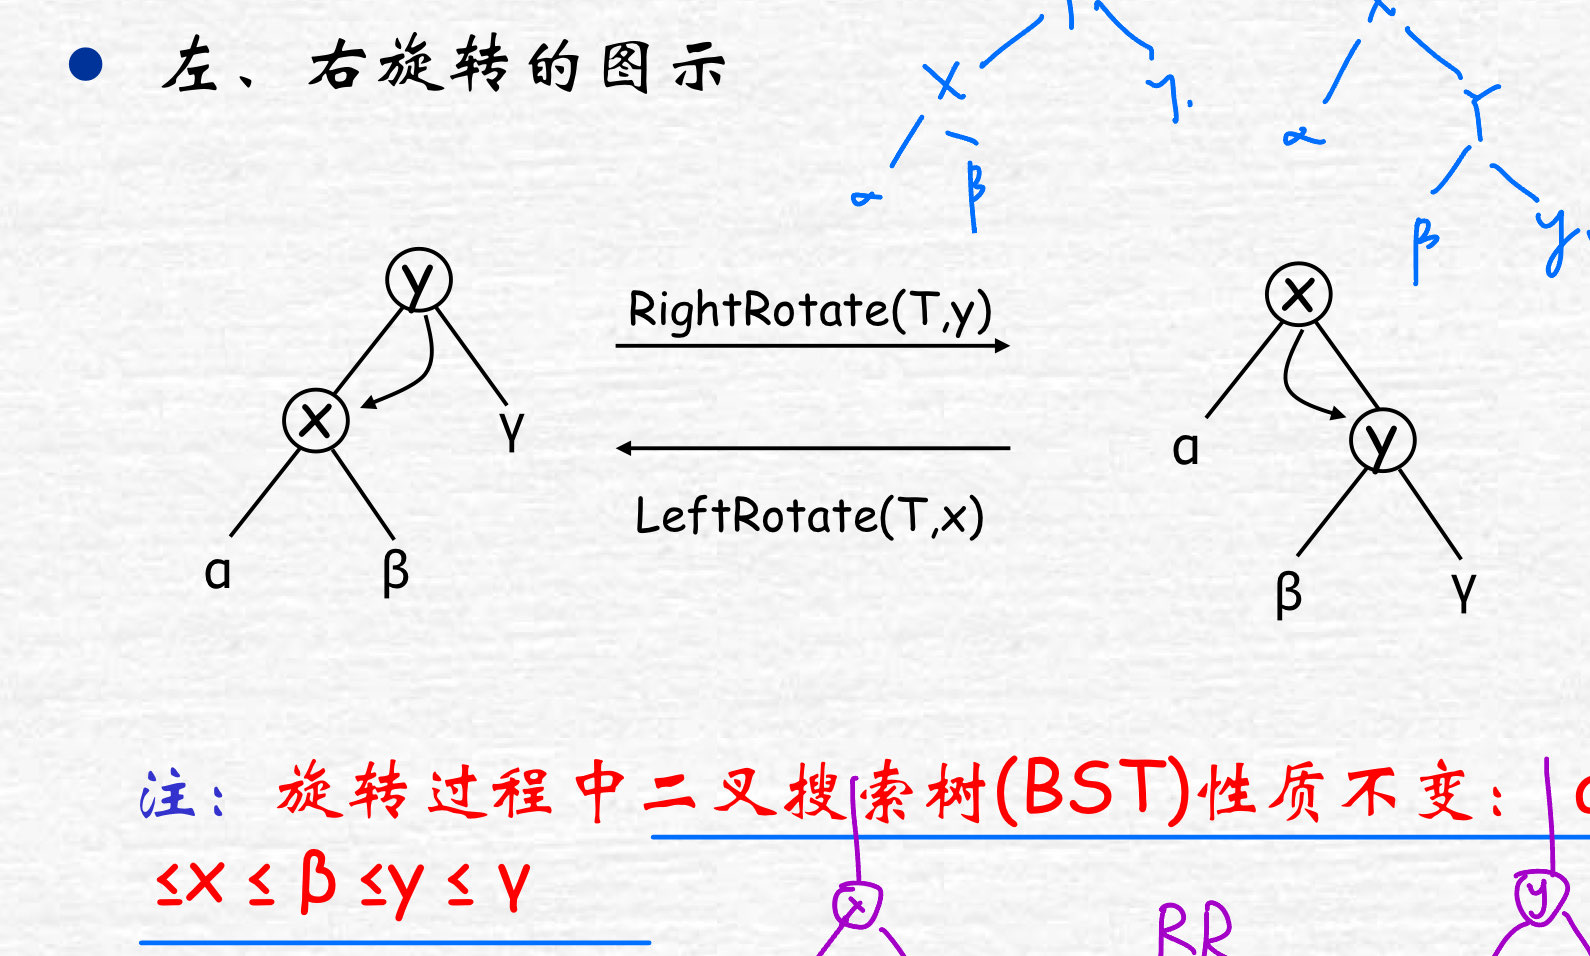 左、右旋转的图示
X
γ
α
β
X
Y
α
β
γ
y
x
γ
α
β
RightRotate(T,y)
LeftRotate(T,x)
x
α
y
β
γ
注：旋转过程中二叉搜索树(BST)性质不变：
≤x ≤ β ≤y ≤ γ
x
RR
y